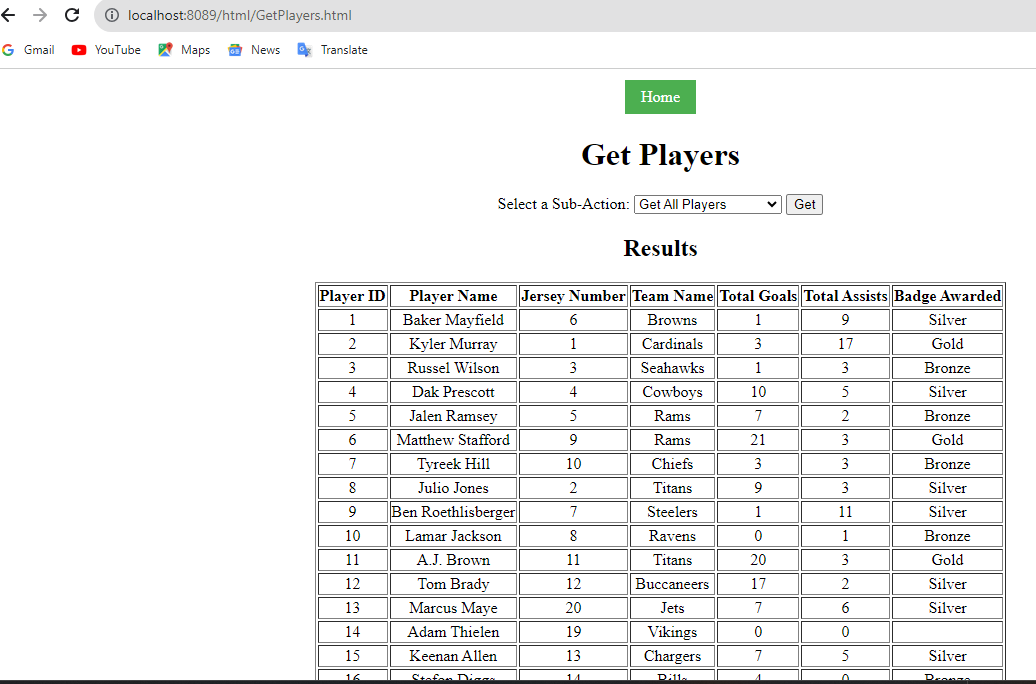 localhost:8089/html/GetPlayers.html
Gmail YouTube Maps News Translate
Home
Get Players
Select a Sub-Action: Get All Players Get
Results
Player ID Player Name Jersey Number Team Name Total Goals Total Assists Badge Awarded
1 Baker Mayfield 6 Browns 1 9 Silver
2 Kyler Murray 1 Cardinals 3 17 Gold
3 Russel Wilson 3 Seahawks 1 3 Bronze
4 Dak Prescott 4 Cowboys 10 5 Silver
5 Jalen Ramsey 5 Rams 7 2 Bronze
6 Matthew Stafford 9 Rams 21 3 Gold
7 Tyreek Hill 10 Chiefs 3 3 Bronze
8 Julio Jones 2 Titans 9 3 Silver
9 Ben Roethlisberger 7 Steelers 1 11 Silver
10 Lamar Jackson 8 Ravens 0 1 Bronze
11 A.J. Brown 11 Titans 20 3 Gold
12 Tom Brady 12 Buccaneers 17 2 Silver
13 Marcus Maye 20 Jets 7 6 Silver
14 Adam Thielen 19 Vikings 0 0
15 Keenan Allen 13 Chargers 7 5 Silver
16 Stefon Diggs 14 Bills 4 0 Bronze